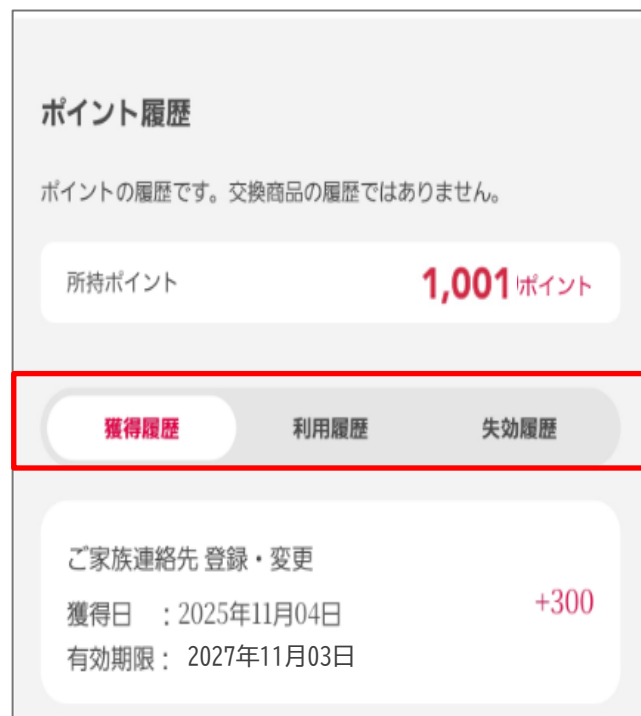 ポイント履歴
ポイントの履歴です。交換商品の履歴ではありません。
所持ポイント 1,001ポイント
獲得履歴 利用履歴 失効履歴
ご家族連絡先 登録・変更
獲得日 :2025年11月04日 +300
有効期限: 2027年11月03日